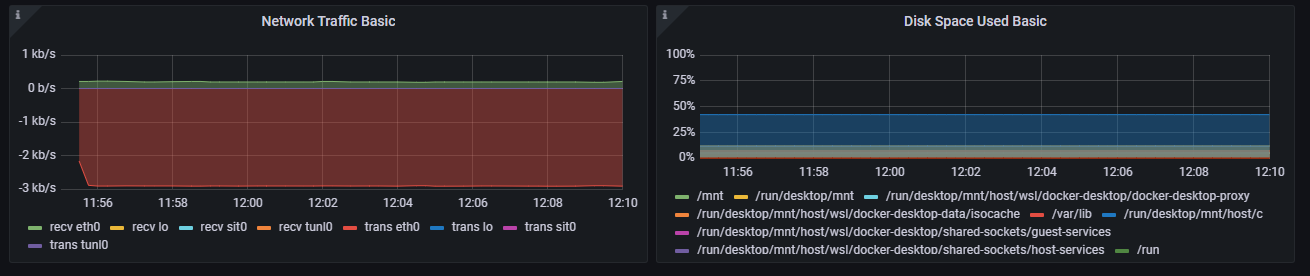 Network Traffic Basic
1 kb/s
0 b/s
-1 kb/s
-2 kb/s
-3 kb/s
11:56 11:58 12:00 12:02 12:04 12:06 12:08 12:10
recv eth0 recv lo recv sit0 recv tunl0 trans eth0 trans lo trans sit0
trans tunl0
Disk Space Used Basic
100%
75%
50%
25%
0%
11:56 11:58 12:00 12:02 12:04 12:06 12:08 12:10
/mnt /run/desktop/mnt /run/desktop/mnt/host/wsl/docker-desktop/docker-desktop-proxy
/run/desktop/mnt/host/wsl/docker-desktop-data/isocache /var/lib /run/desktop/mnt/host/c
/run/desktop/mnt/host/wsl/docker-desktop/shared-sockets/guest-services
/run/desktop/mnt/host/wsl/docker-desktop/shared-sockets/host-services /run